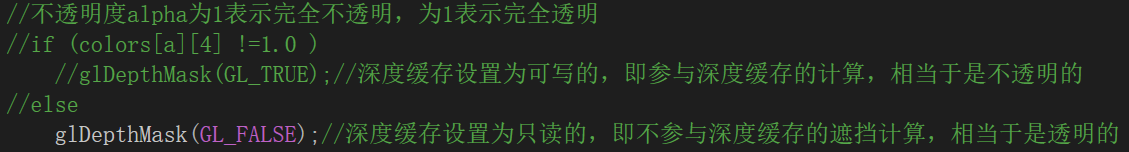 //不透明度alpha为1表示完全不透明，为1表示完全透明
//if (colors[a][4] !=1.0 )
//glDepthMask(GL_TRUE);//深度缓存设置为可写的，即参与深度缓存的计算，相当于是不透明的
//else
glDepthMask(GL_FALSE);//深度缓存设置为只读的，即不参与深度缓存的遮挡计算，相当于是透明的